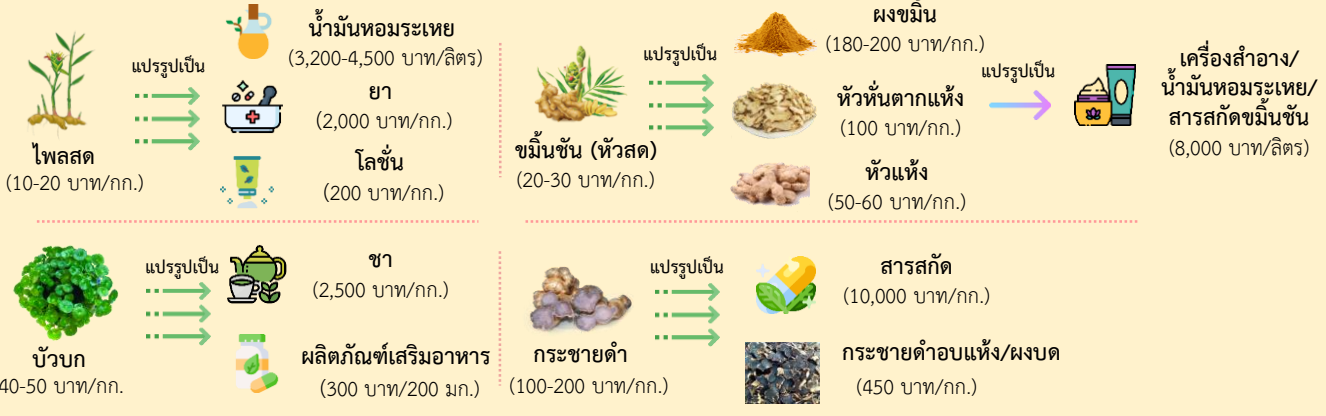 แปรรูปเป็น
น้ำมันหอมระเหย
(3,200-4,500 บาท/ลิตร)
ยา
(2,000 บาท/กก.)
โลชั่น
(200 บาท/กก.)
ไพลสด
(10-20 บาท/กก.)
แปรรูปเป็น
ผงขมิ้น
(180-200 บาท/กก.)
หัวหั่นตากแห้ง
(100 บาท/กก.)
หัวแห้ง
(50-60 บาท/กก.)
ขมิ้นชัน (หัวสด)
(20-30 บาท/กก.)
แปรรูปเป็น
เครื่องสำอาง/
น้ำมันหอมระเหย/
สารสกัดขมิ้นชัน
(8,000 บาท/ลิตร)
แปรรูปเป็น
ชา
(2,500 บาท/กก.)
ผลิตภัณฑ์เสริมอาหาร
(300 บาท/200 มก.)
บัวบก
40-50 บาท/กก.
แปรรูปเป็น
สารสกัด
(10,000 บาท/กก.)
กระชายดำอบแห้ง/ผงบด
(450 บาท/กก.)
กระชายดำ
(100-200 บาท/กก.)